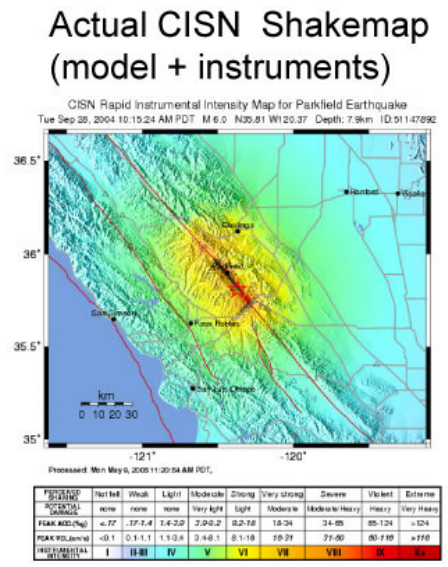 Actual CISN Shakemap
(model + instruments)
CISN Rapid Instrumental Intensity Map for Parkfield Earthquake
Tue Sep 28, 2004 10:15:24 AM PDT M 6.0 N35.81 W120.37 Depth: 7.9km ID:51147892
36.5°
Hanford Visalia
Coalinga
36°
San Simeon
Paso Robles
35.5°
San Luis Obispo
km
0 10 20 30
35°
-121° -120°
Processed: Mon May 9, 2005 11:20:54 AM PDT,
PERCEIVED SHAKING Not felt Weak Light Moderate Strong Very strong Severe Violent Extreme
POTENTIAL DAMAGE none none none Very light Light Moderate Moderate/Heavy Heavy Very Heavy
PEAK ACC.(%g) <.17 .17-1.4 1.4-3.9 3.9-9.2 9.2-18 18-34 34-65 65-124 >124
PEAK VEL.(cm/s) <0.1 0.1-1.1 1.1-3.4 3.4-8.1 8.1-16 16-31 31-60 60-116 >116
INSTRUMENTAL INTENSITY I II-III IV V VI VII VIII IX X+